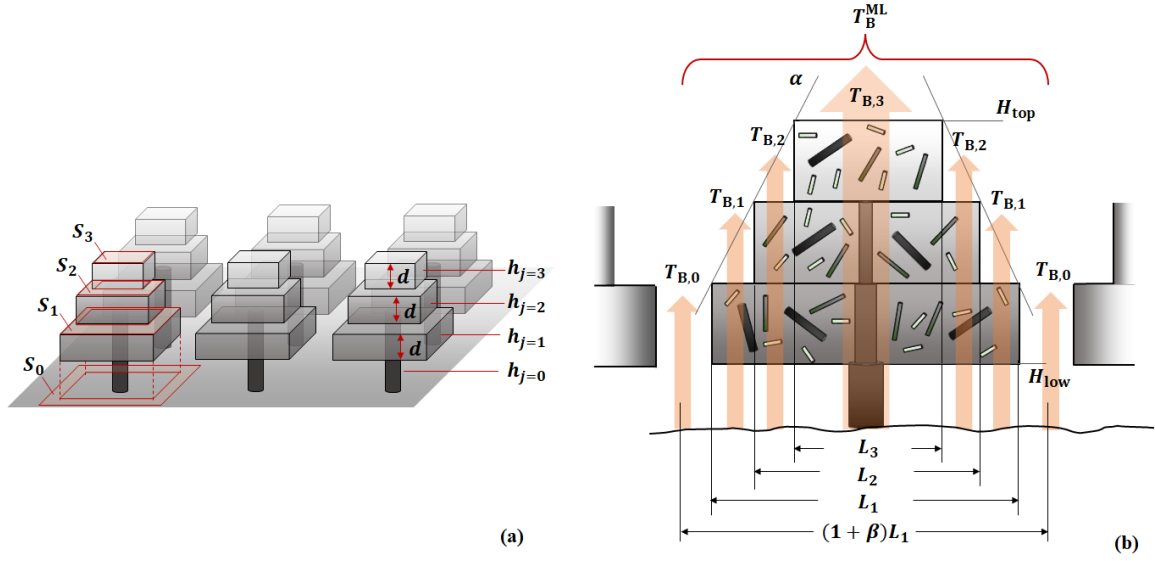 S₃
S₂
S₁
S₀
d
d
d
hⱼ₌₃
hⱼ₌₂
hⱼ₌₁
hⱼ₌₀
(a)
T_B^ML
α
T_B,3
H_top
T_B,2
T_B,2
T_B,1
T_B,1
T_B,0
T_B,0
H_low
L₃
L₂
L₁
(1 + β)L₁
(b)